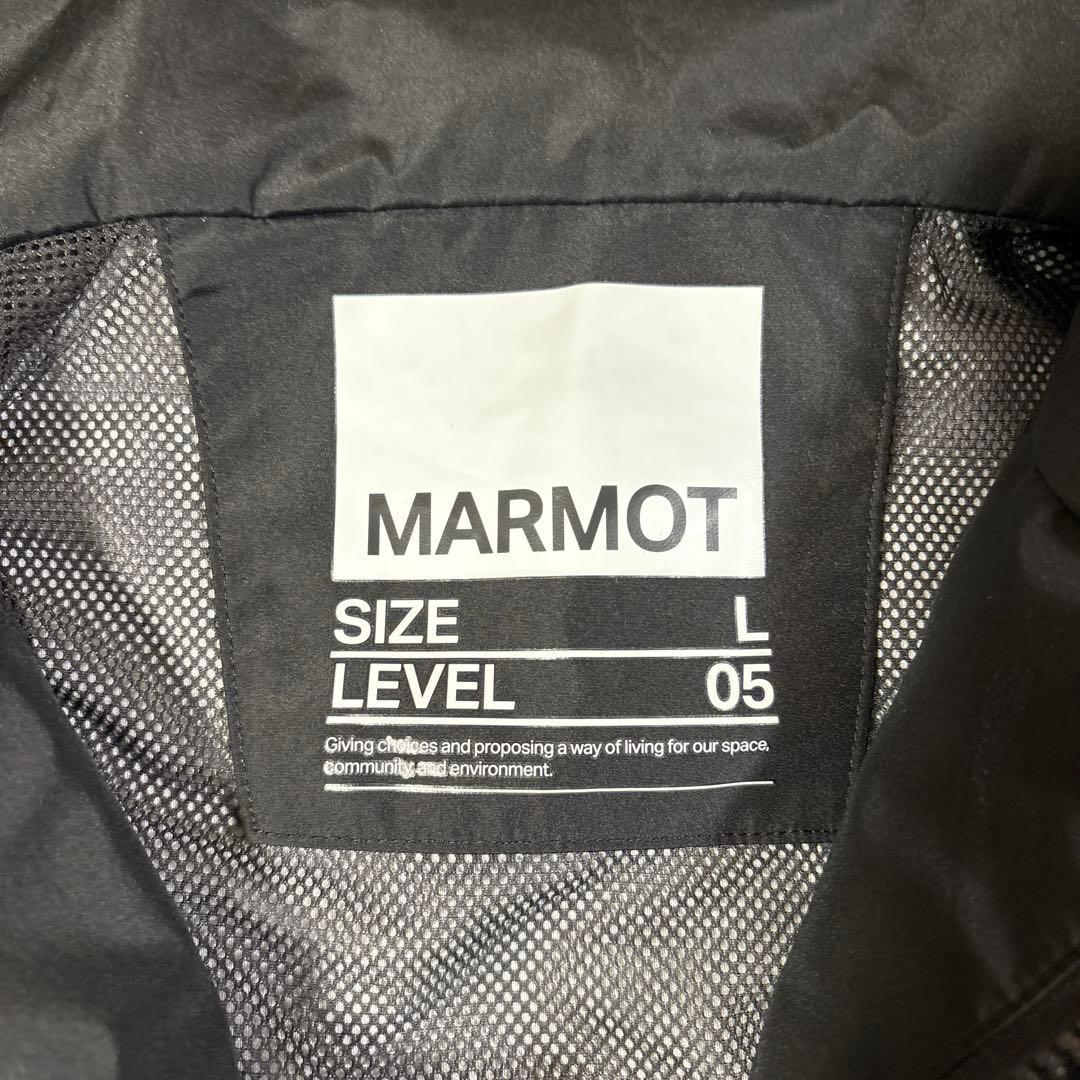 MARMOT
SIZE L
LEVEL 05
Giving choices and proposing a way of living for our space,
community, and environment.